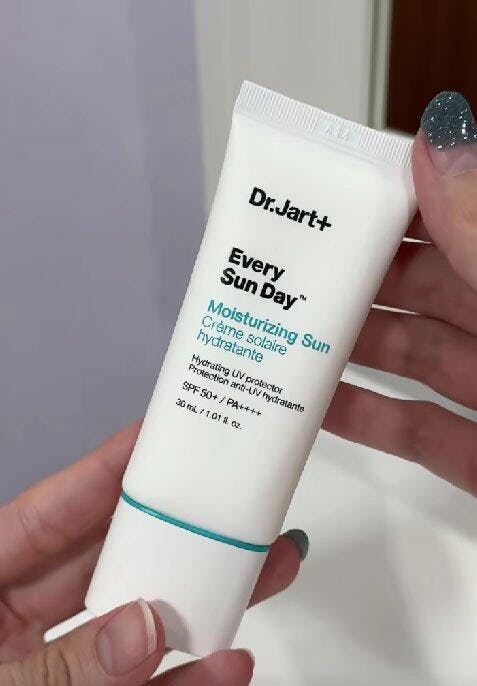 A14
Dr.Jart+
Every
Sun Day™
Moisturizing Sun
Crème solaire
hydratante
Hydrating UV protector
Protection anti-UV hydratante
SPF 50+ / PA++++
30 mL / 1.01 fl. oz.